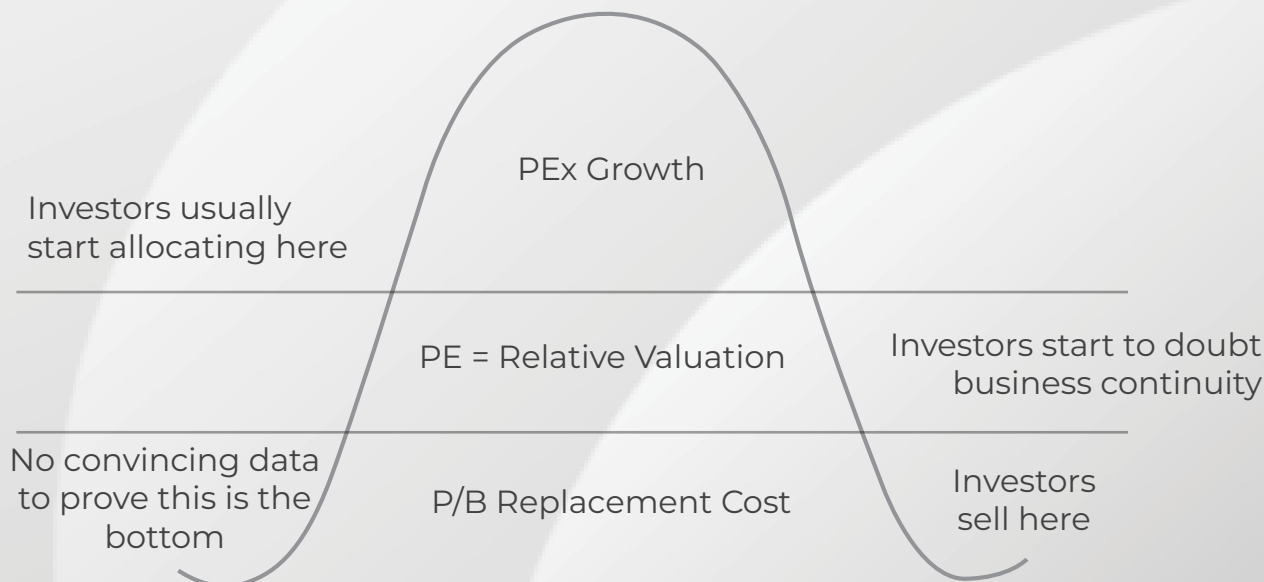 PEx Growth
Investors usually
start allocating here
PE = Relative Valuation
Investors start to doubt
business continuity
No convincing data
to prove this is the
bottom
P/B Replacement Cost
Investors
sell here